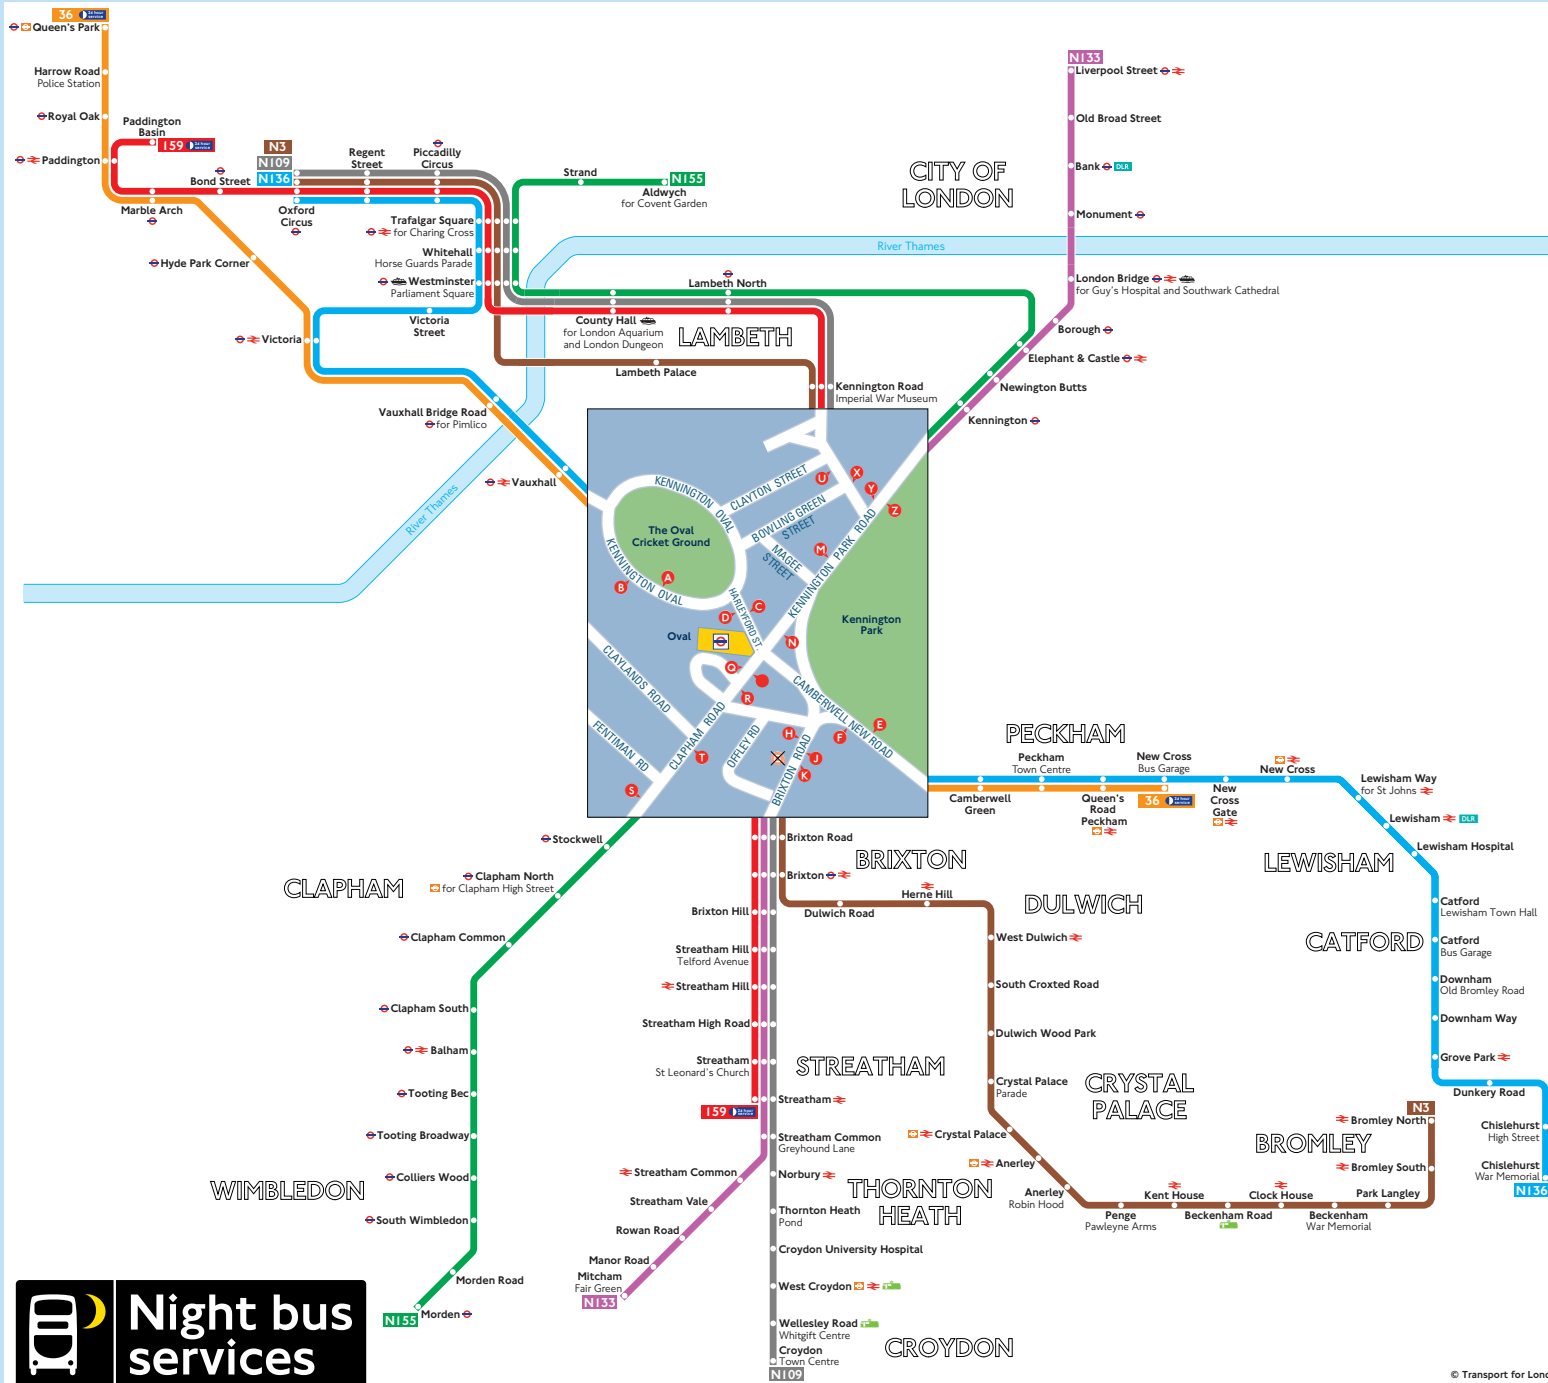 36 24 hour service
Queen's Park
Harrow Road
Police Station
Royal Oak
Paddington
Paddington
Basin
159 24 hour service
Bond Street
Marble Arch
Hyde Park Corner
Victoria
N3
N109
N136
Oxford
Circus
Regent
Street
Piccadilly
Circus
Trafalgar Square
for Charing Cross
Whitehall
Horse Guards Parade
Westminster
Parliament Square
Victoria
Street
Vauxhall Bridge Road
for Pimlico
Vauxhall
River Thames
Strand
N155
Aldwych
for Covent Garden
Lambeth North
County Hall
for London Aquarium
and London Dungeon
LAMBETH
Lambeth Palace
Kennington Road
Imperial War Museum
CITY OF
LONDON
River Thames
N133
Liverpool Street
Old Broad Street
Bank DLR
Monument
London Bridge
for Guy's Hospital and Southwark Cathedral
Borough
Elephant & Castle
Newington Butts
Kennington
KENNINGTON OVAL
CLAYTON STREET
BOWLING GREEN
STREET
MAGEE
STREET
KENNINGTON PARK ROAD
The Oval
Cricket Ground
KENNINGTON OVAL
HARLEYFORD ST.
Kennington
Park
Oval
CLAYLANDS ROAD
FENTIMAN RD
CLAPHAM ROAD
OFFLEY RD
BRIXTON ROAD
CAMBERWELL NEW ROAD
U
X
Y
Z
M
A
B
C
D
N
Q
R
E
F
H
J
K
T
S
PECKHAM
Peckham
Town Centre
New Cross
Bus Garage
New Cross
Camberwell
Green
Queen's
Road
Peckham
36 24 hour service
New
Cross
Gate
Lewisham Way
for St Johns
Lewisham DLR
Lewisham Hospital
LEWISHAM
Catford
Lewisham Town Hall
CATFORD
Catford
Bus Garage
Downham
Old Bromley Road
Downham Way
Grove Park
Dunkery Road
Chislehurst
High Street
Chislehurst
War Memorial
N136
Stockwell
Clapham North
for Clapham High Street
CLAPHAM
Clapham Common
Clapham South
Balham
Tooting Bec
Tooting Broadway
Colliers Wood
WIMBLEDON
South Wimbledon
Morden Road
N155
Morden
Brixton Road
Brixton
BRIXTON
Brixton Hill
Streatham Hill
Telford Avenue
Streatham Hill
Streatham High Road
Streatham
St Leonard's Church
STREATHAM
Streatham
159 24 hour service
Streatham Common
Greyhound Lane
Streatham Common
Streatham Vale
Rowan Road
Manor Road
Mitcham
Fair Green
N133
Norbury
THORNTON
HEATH
Thornton Heath
Pond
Croydon University Hospital
West Croydon
Wellesley Road
Whitgift Centre
Croydon
Town Centre
CROYDON
N109
Dulwich Road
Herne Hill
DULWICH
West Dulwich
South Croxted Road
Dulwich Wood Park
Crystal Palace
Parade
CRYSTAL
PALACE
Crystal Palace
Anerley
Anerley
Robin Hood
Penge
Pawleyne Arms
Kent House
Beckenham Road
Clock House
Beckenham
War Memorial
Park Langley
BROMLEY
Bromley South
Bromley North
N3
Night bus
services
© Transport for Lond